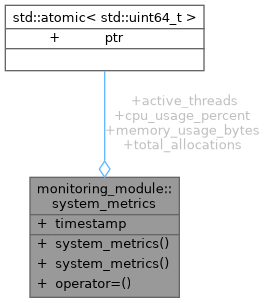 std::atomic< std::uint64_t >
+ ptr
+active_threads
+cpu_usage_percent
+memory_usage_bytes
+total_allocations
monitoring_module::
system_metrics
+ timestamp
+ system_metrics()
+ system_metrics()
+ operator=()